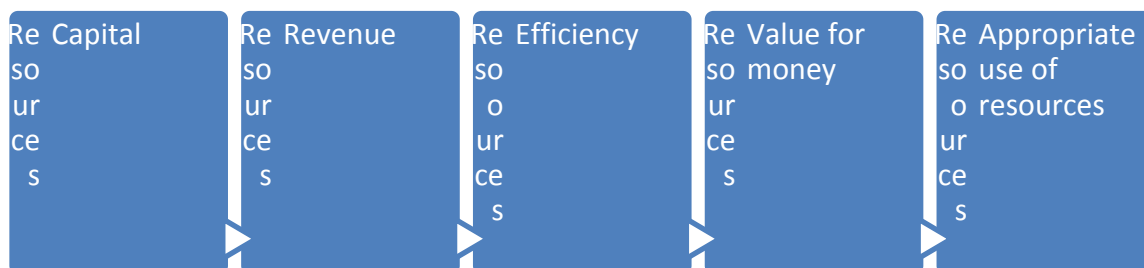 Re Capital
so
ur
ce
s
Re Revenue
so
ur
ce
s
Re Efficiency
so
o
ur
ce
s
Re Value for
so money
ur
ce
s
Re Appropriate
so use of
o resources
ur
ce
s